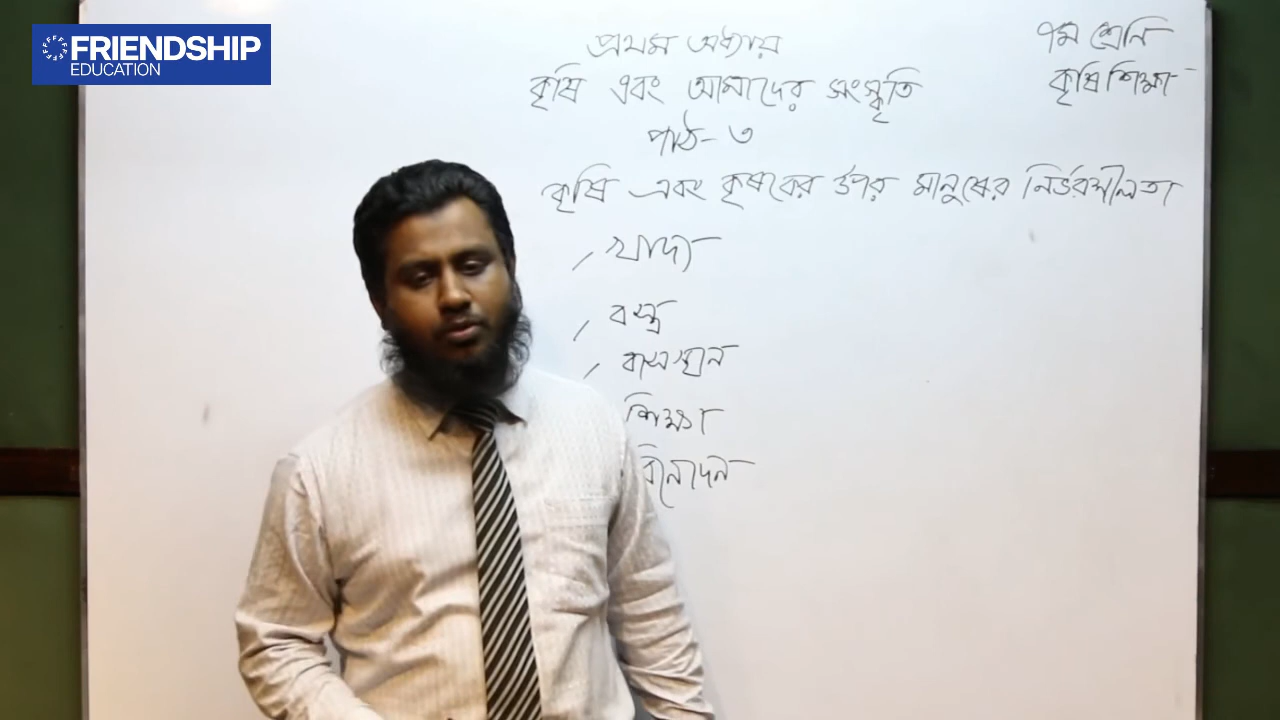 FRIENDSHIP
EDUCATION
৭ম শ্রেনি
কৃষি শিক্ষা
প্রথম অধ্যায়
কৃষি এবং আমাদের সংস্কৃতি
পাঠ- ৩
কৃষি এবং কৃষকের উপর মানুষের নির্ভরশীলতা
খাদ্য
বস্ত্র
বাসস্থান
শিক্ষা
বিনোদন